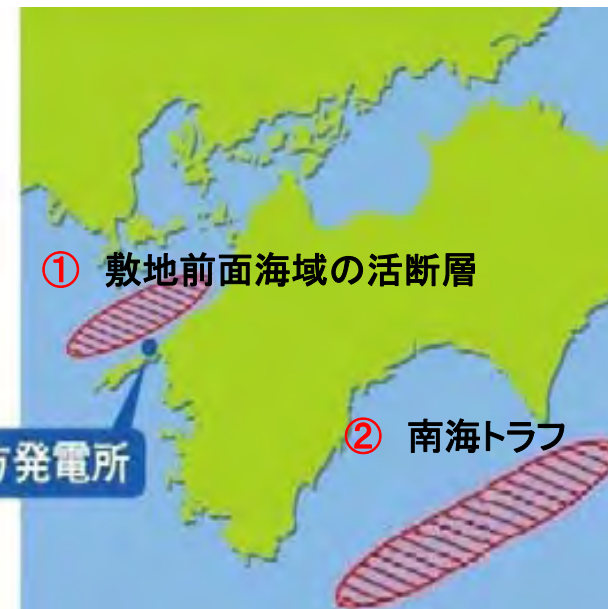 ① 敷地前面海域の活断層
② 南海トラフ
方発電所